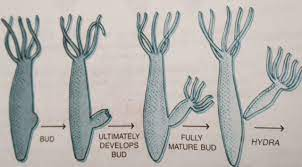 BUD
ULTIMATELY
DEVELOPS
BUD
FULLY
MATURE BUD
HYDRA